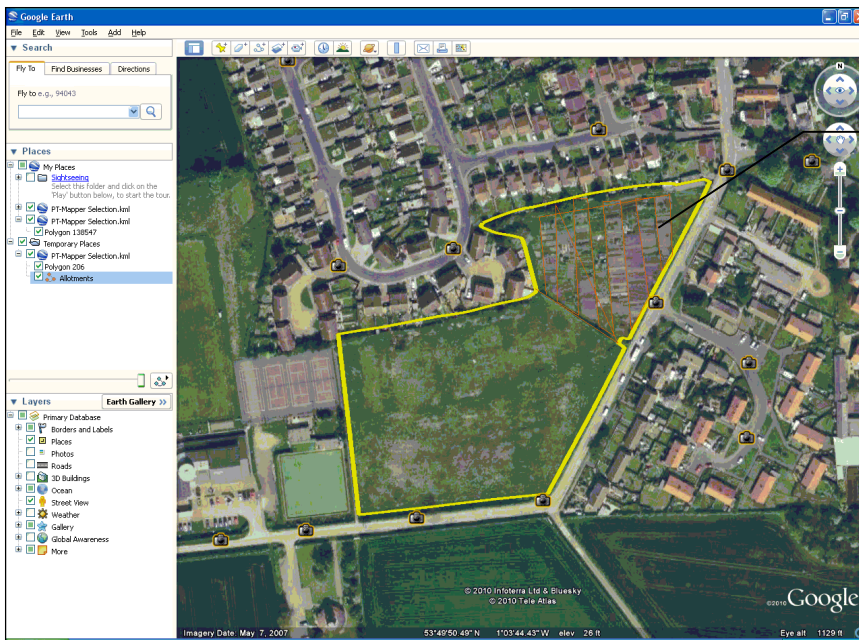 Google Earth
File Edit View Tools Add Help
Search
Fly To Find Businesses Directions
Fly to e.g., 94043
Places
My Places
Sightseeing
Select this folder and click on the
'Play' button below, to start the tour.
PT-Mapper Selection.kml
PT-Mapper Selection.kml
Polygon 138547
Temporary Places
PT-Mapper Selection.kml
Polygon 206
Allotments
Layers Earth Gallery >>
Primary Database
Borders and Labels
Places
Photos
Roads
3D Buildings
Ocean
Street View
Weather
Gallery
Global Awareness
More
N
© 2010 Infoterra Ltd & Bluesky
© 2010 Tele Atlas
©2010 Google
Imagery Date: May 7, 2007 53°49'50.49" N 1°03'44.43" W elev 26 ft Eye alt 1129 ft